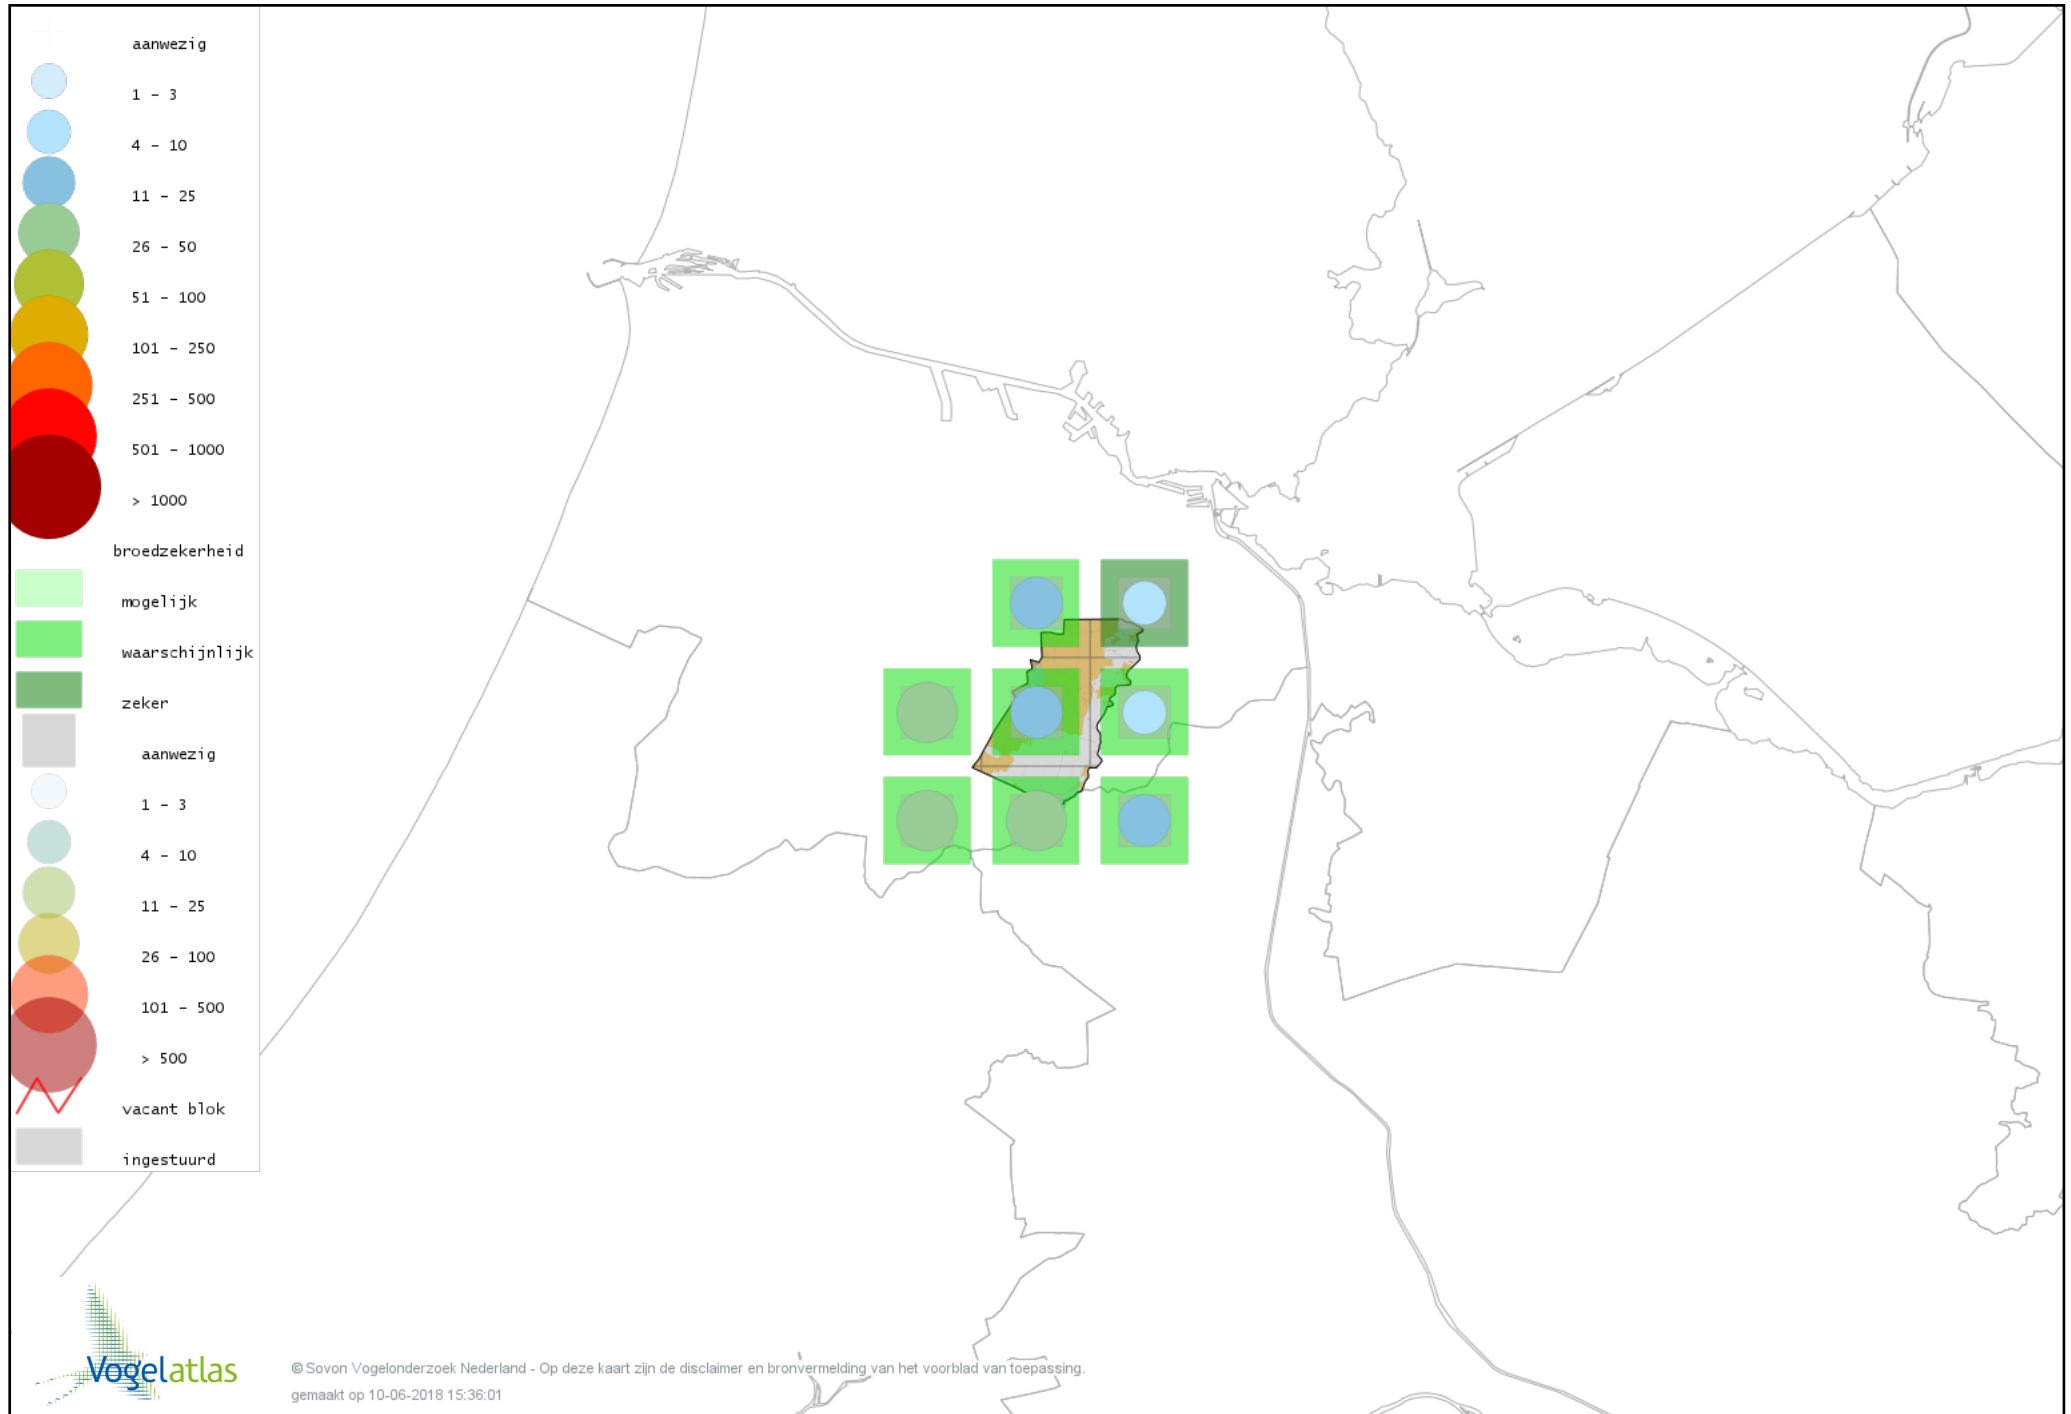 aanwezig
1 - 3
4 - 10
11 - 25
26 - 50
51 - 100
101 - 250
251 - 500
501 - 1000
> 1000
broedzekerheid
mogelijk
waarschijnlijk
zeker
aanwezig
1 - 3
4 - 10
11 - 25
26 - 100
101 - 500
> 500
vacant blok
ingestuurd
Vogelatlas
© Sovon Vogelonderzoek Nederland - Op deze kaart zijn de disclaimer en bronvermelding van het voorblad van toepassing.
gemaakt op 10-06-2018 15:36:01